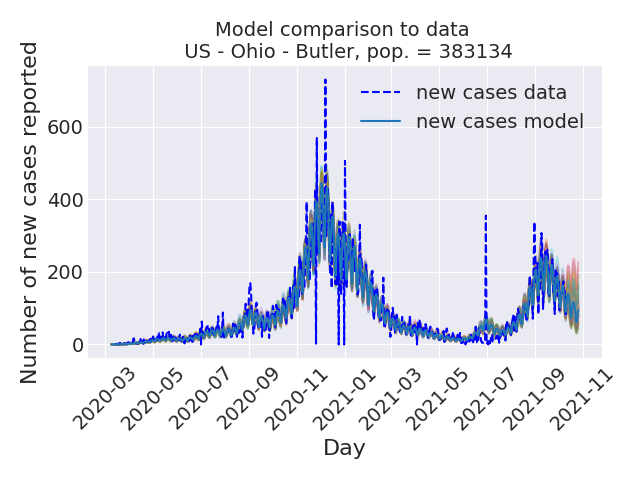 Model comparison to data
US - Ohio - Butler, pop. = 383134
new cases data
new cases model
Number of new cases reported
600
400
200
0
2020-03
2020-05
2020-07
2020-09
2020-11
2021-01
2021-03
2021-05
2021-07
2021-09
2021-11
Day